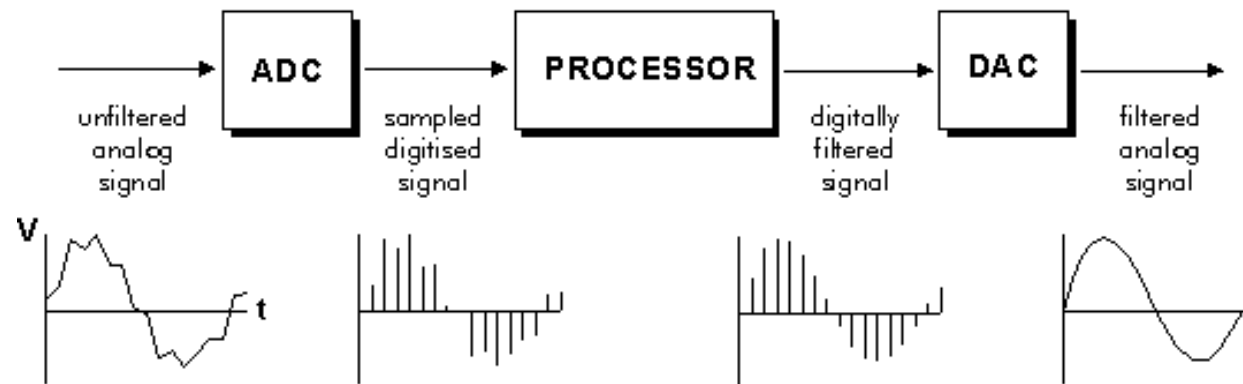 ADC
PROCESSOR
DAC
unfiltered
analog
signal
sampled
digitised
signal
digitally
filtered
signal
filtered
analog
signal
V
t